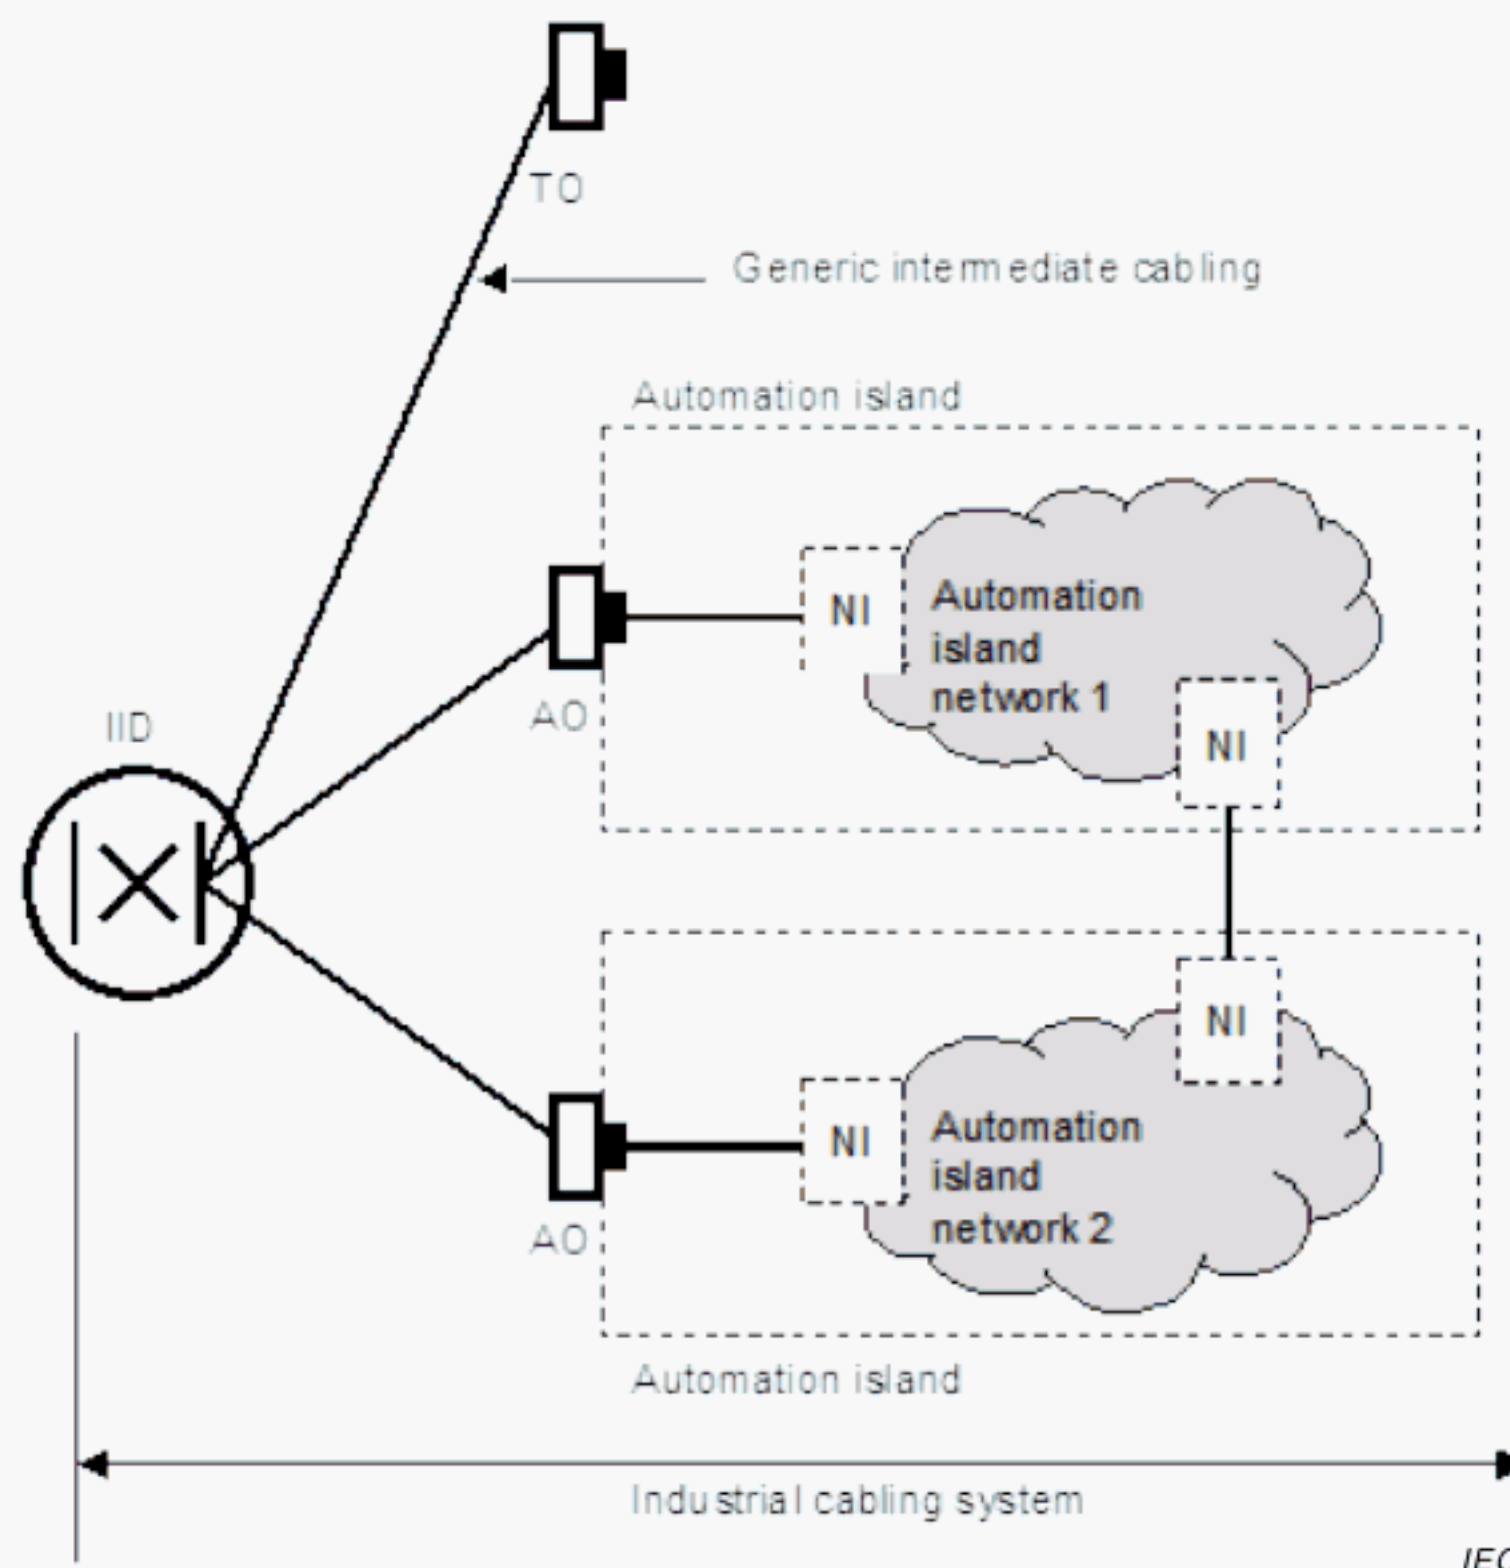 TO
Generic intermediate cabling
Automation island
NI
Automation
island
network 1
AO
NI
IID
NI
NI
Automation
island
network 2
AO
Automation island
Industrial cabling system